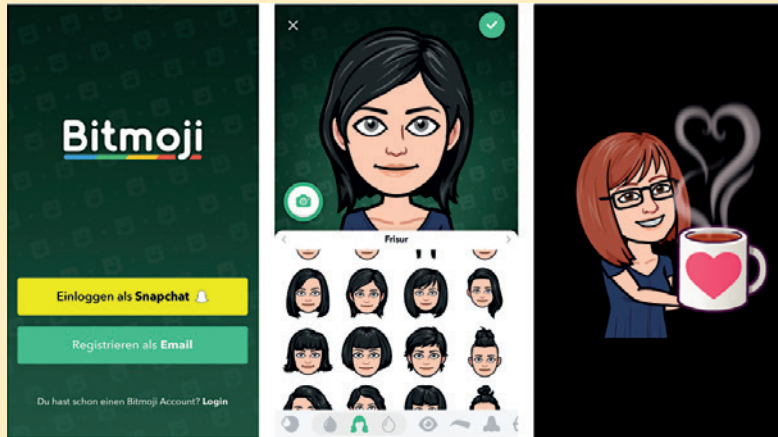 Bitmoji
Einloggen als Snapchat
Registrieren als Email
Du hast schon einen Bitmoji Account? Login
Frisur